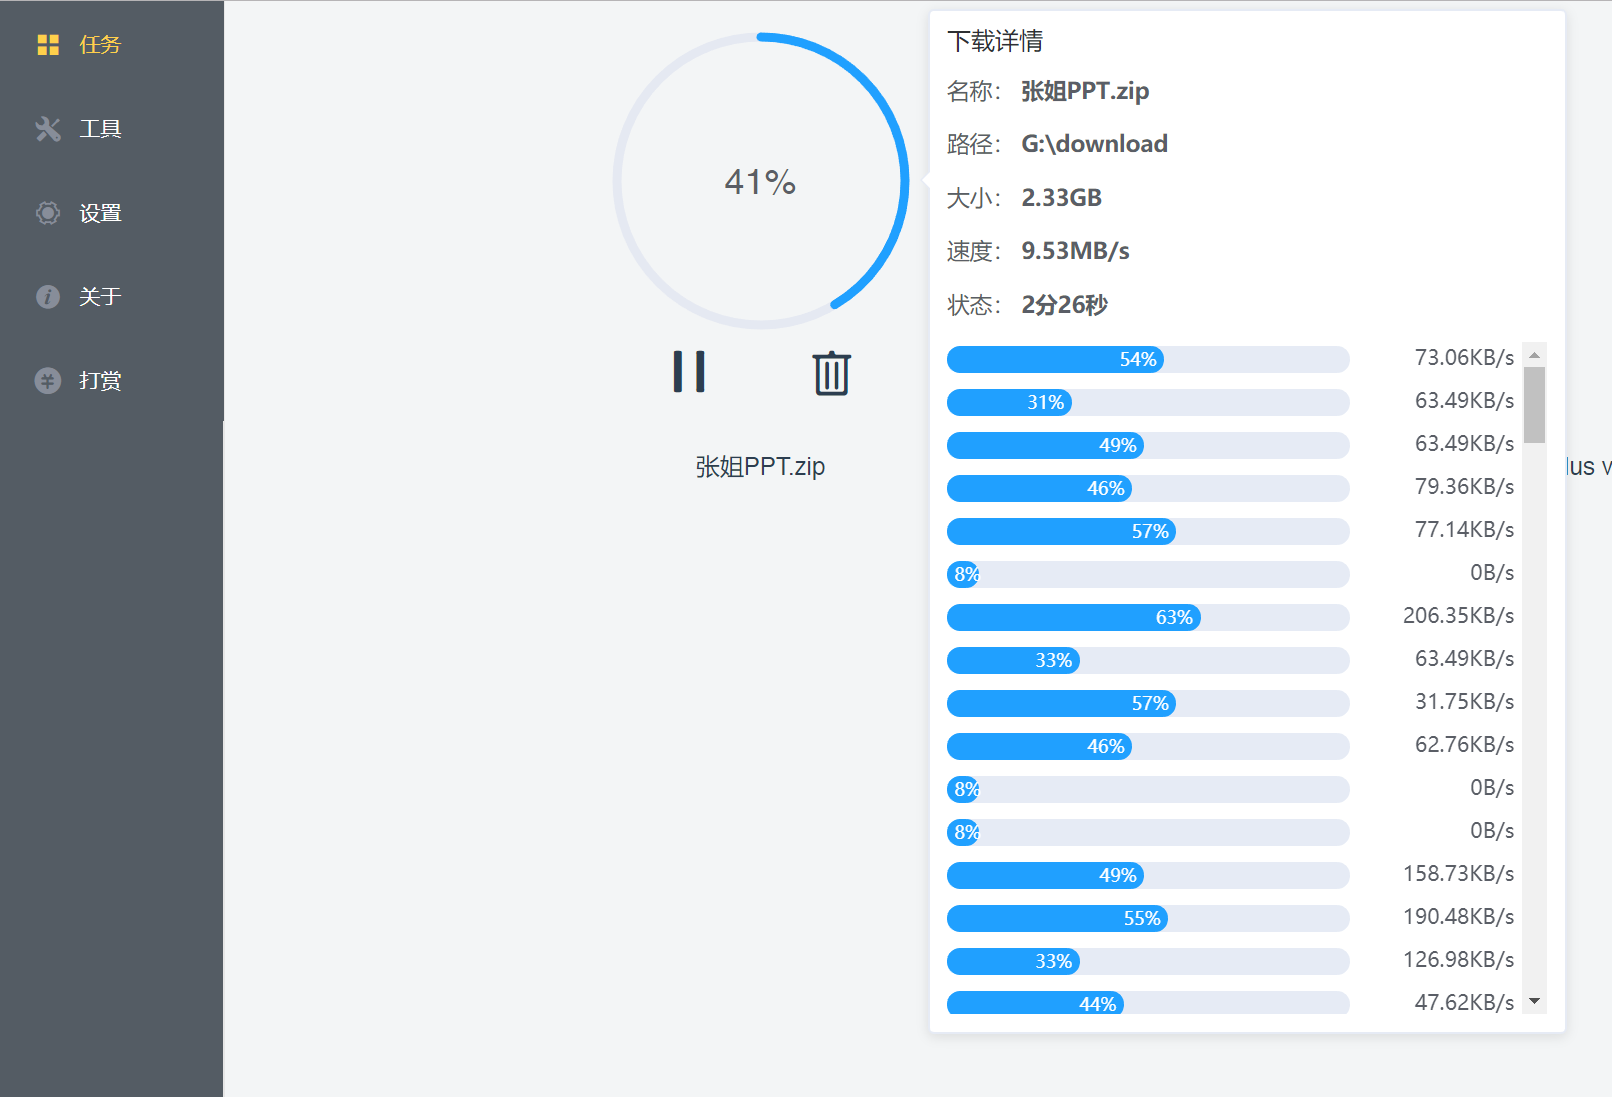 任务
工具
设置
关于
打赏
41%
张姐PPT.zip
下载详情
名称： 张姐PPT.zip
路径： G:\download
大小： 2.33GB
速度： 9.53MB/s
状态： 2分26秒
54% 73.06KB/s
31% 63.49KB/s
49% 63.49KB/s
46% 79.36KB/s
57% 77.14KB/s
8% 0B/s
63% 206.35KB/s
33% 63.49KB/s
57% 31.75KB/s
46% 62.76KB/s
8% 0B/s
8% 0B/s
49% 158.73KB/s
55% 190.48KB/s
33% 126.98KB/s
44% 47.62KB/s